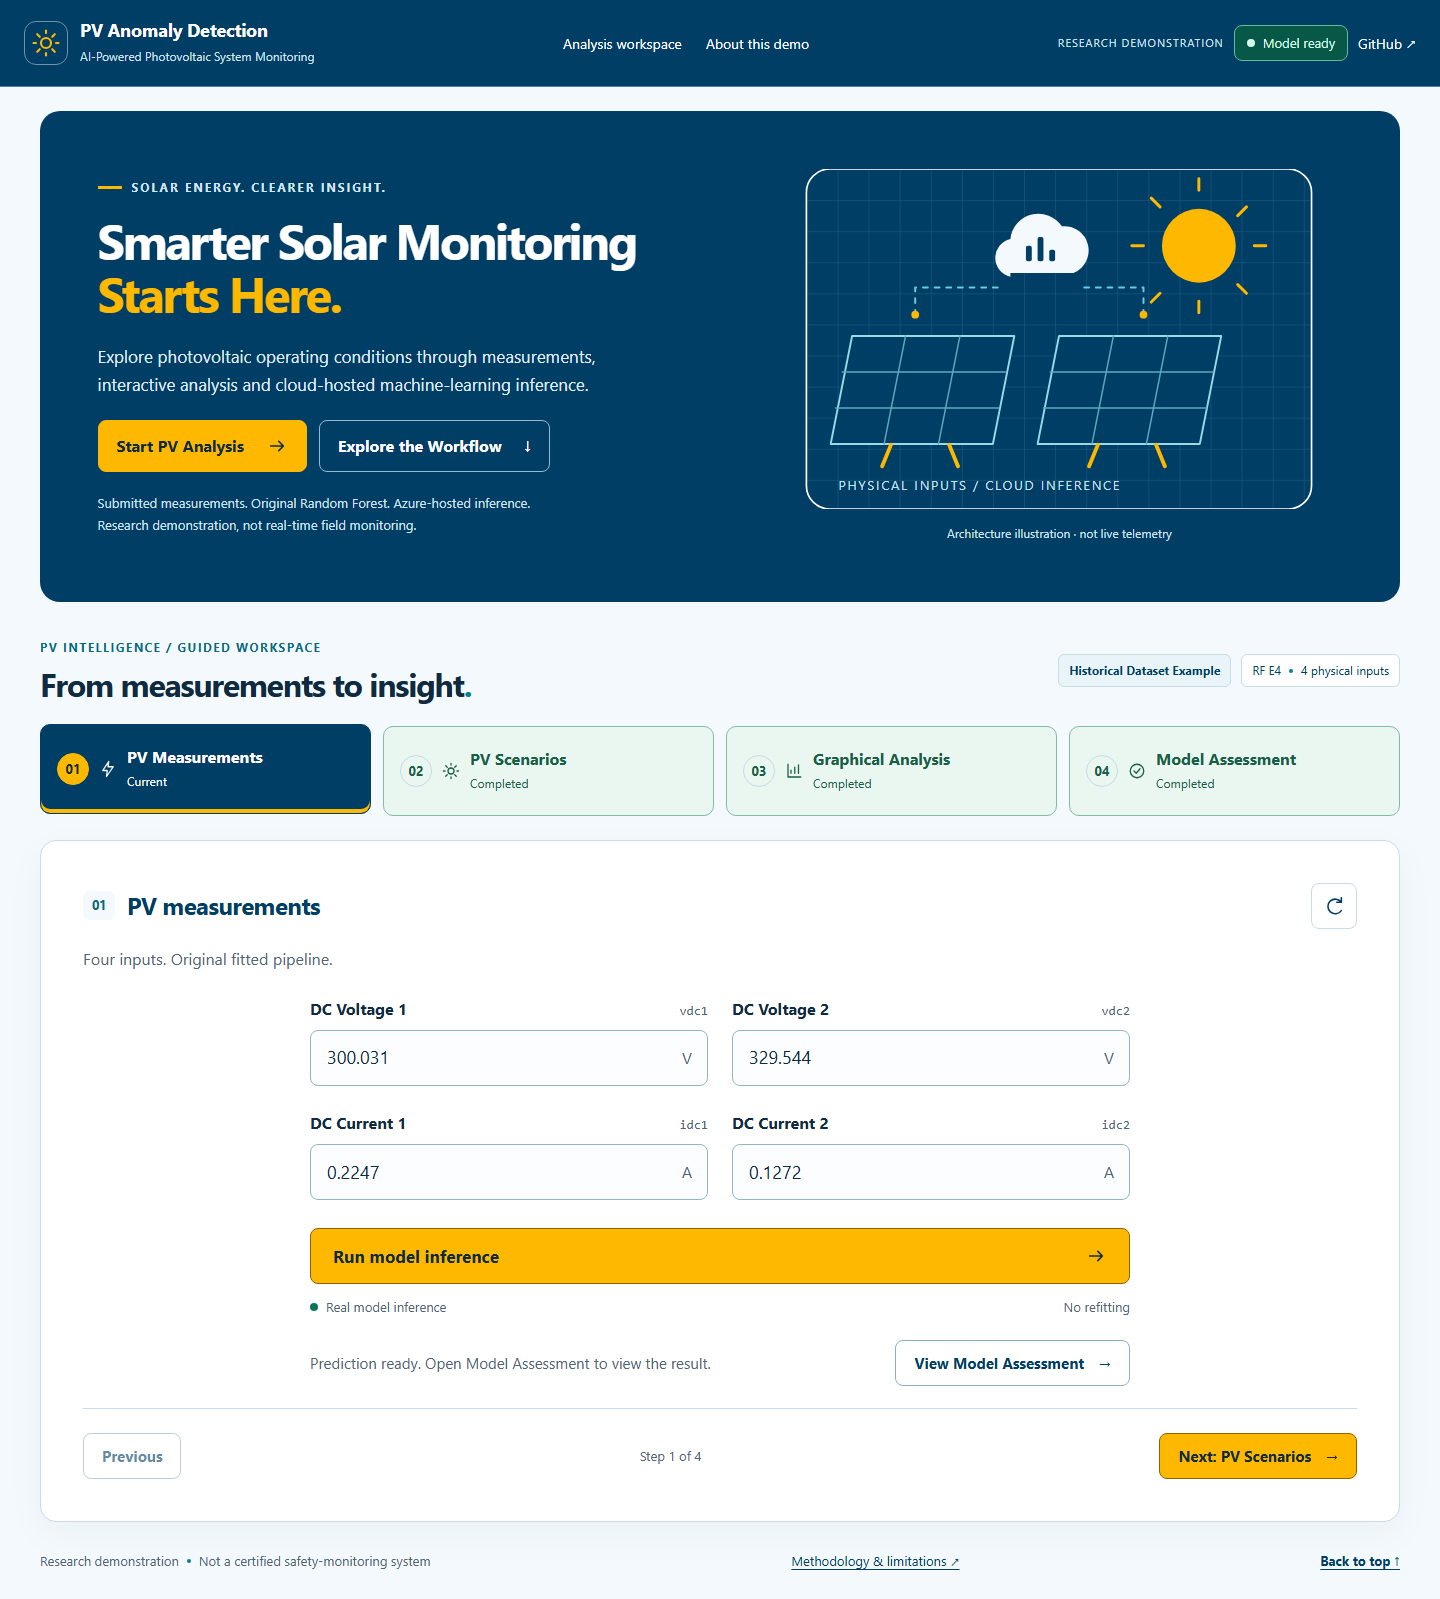 PV Anomaly Detection
AI-Powered Photovoltaic System Monitoring
Analysis workspace
About this demo
RESEARCH DEMONSTRATION
Model ready
GitHub ↗
SOLAR ENERGY. CLEARER INSIGHT.
Smarter Solar Monitoring
Starts Here.
Explore photovoltaic operating conditions through measurements,
interactive analysis and cloud-hosted machine-learning inference.
Start PV Analysis →
Explore the Workflow ↓
Submitted measurements. Original Random Forest. Azure-hosted inference.
Research demonstration, not real-time field monitoring.
PHYSICAL INPUTS / CLOUD INFERENCE
Architecture illustration · not live telemetry
PV INTELLIGENCE / GUIDED WORKSPACE
From measurements to insight.
Historical Dataset Example
RF E4 • 4 physical inputs
01
PV Measurements
Current
02
PV Scenarios
Completed
03
Graphical Analysis
Completed
04
Model Assessment
Completed
01 PV measurements
Four inputs. Original fitted pipeline.
DC Voltage 1 vdc1
300.031 V
DC Voltage 2 vdc2
329.544 V
DC Current 1 idc1
0.2247 A
DC Current 2 idc2
0.1272 A
Run model inference →
Real model inference
No refitting
Prediction ready. Open Model Assessment to view the result.
View Model Assessment →
Previous
Step 1 of 4
Next: PV Scenarios →
Research demonstration • Not a certified safety-monitoring system
Methodology & limitations ↗
Back to top ↑